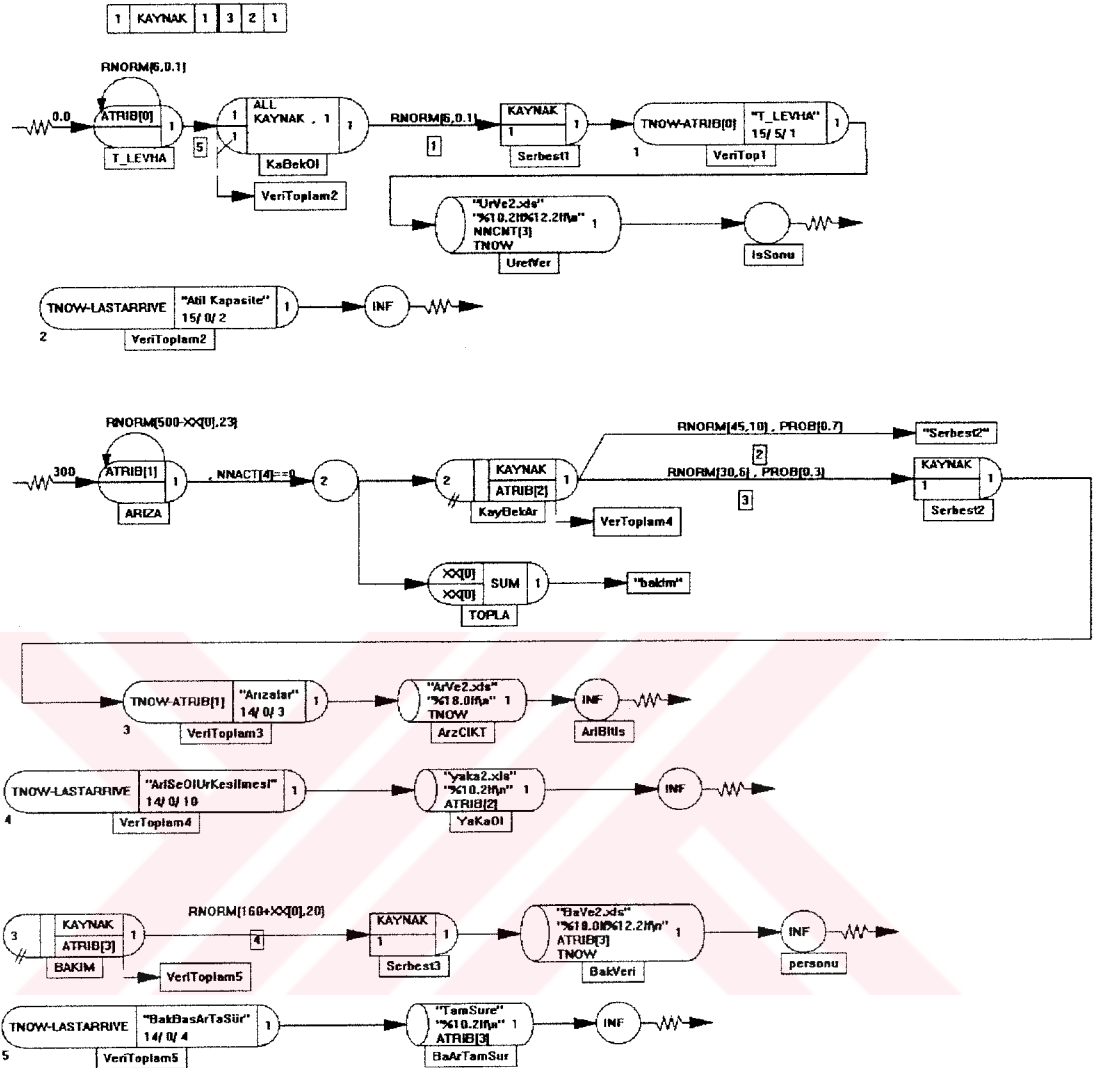 1 KAYNAK 1 3 2 1
RNORM(6,0.1)
0.0 ATRIB[0] 1
T_LEVHA
5
1 ALL
KAYNAK , 1 1
1
KaBekOl
VeriToplam2
RNORM(6,0.1)
1
KAYNAK
1 1
Serbest1
TNOW-ATRIB[0] "T_LEVHA" 1
15/ 5/ 1
1
VeriTop1
"UrVe2.xls"
"%10.2lf%12.2lf\n" 1
NNCNT[3]
TNOW
UretVer
IsSonu
TNOW-LASTARRIVE "Atil Kapasite" 1
15/ 0/ 2
2
VeriToplam2
INF
RNORM(500-XX[0],23)
300 ATRIB[1] 1
ARIZA
, NNACT[4]==0
2
2 KAYNAK 1
ATRIB[2]
KayBekAr
VerToplam4
RNORM(45,10) , PROB(0.7)
2
"Serbest2"
RNORM(30,6) , PROB(0.3)
3
KAYNAK
1 1
Serbest2
XX[0] SUM 1
XX[0]
TOPLA
"bakim"
TNOW-ATRIB[1] "Arızalar" 1
14/ 0/ 3
3
VeriToplam3
"ArVe2.xls"
"%18.0lf\n" 1
TNOW
ArzCIKT
INF
AriBitis
TNOW-LASTARRIVE "AriSeOlUrKesilmesi" 1
14/ 0/ 10
4
VerToplam4
"yaka2.xls"
"%10.2lf\n" 1
ATRIB[2]
YaKaOl
INF
3 KAYNAK 1
ATRIB[3]
BAKIM
VeriToplam5
RNORM(160+XX[0],20)
4
KAYNAK
1 1
Serbest3
"BaVe2.xls"
"%18.0lf%12.2lf\n" 1
ATRIB[3]
TNOW
BakVeri
INF
personu
TNOW-LASTARRIVE "BakBasArTaSür" 1
14/ 0/ 4
5
VeriToplam5
"TamSure"
"%10.2lf\n" 1
ATRIB[3]
BaArTamSur
INF